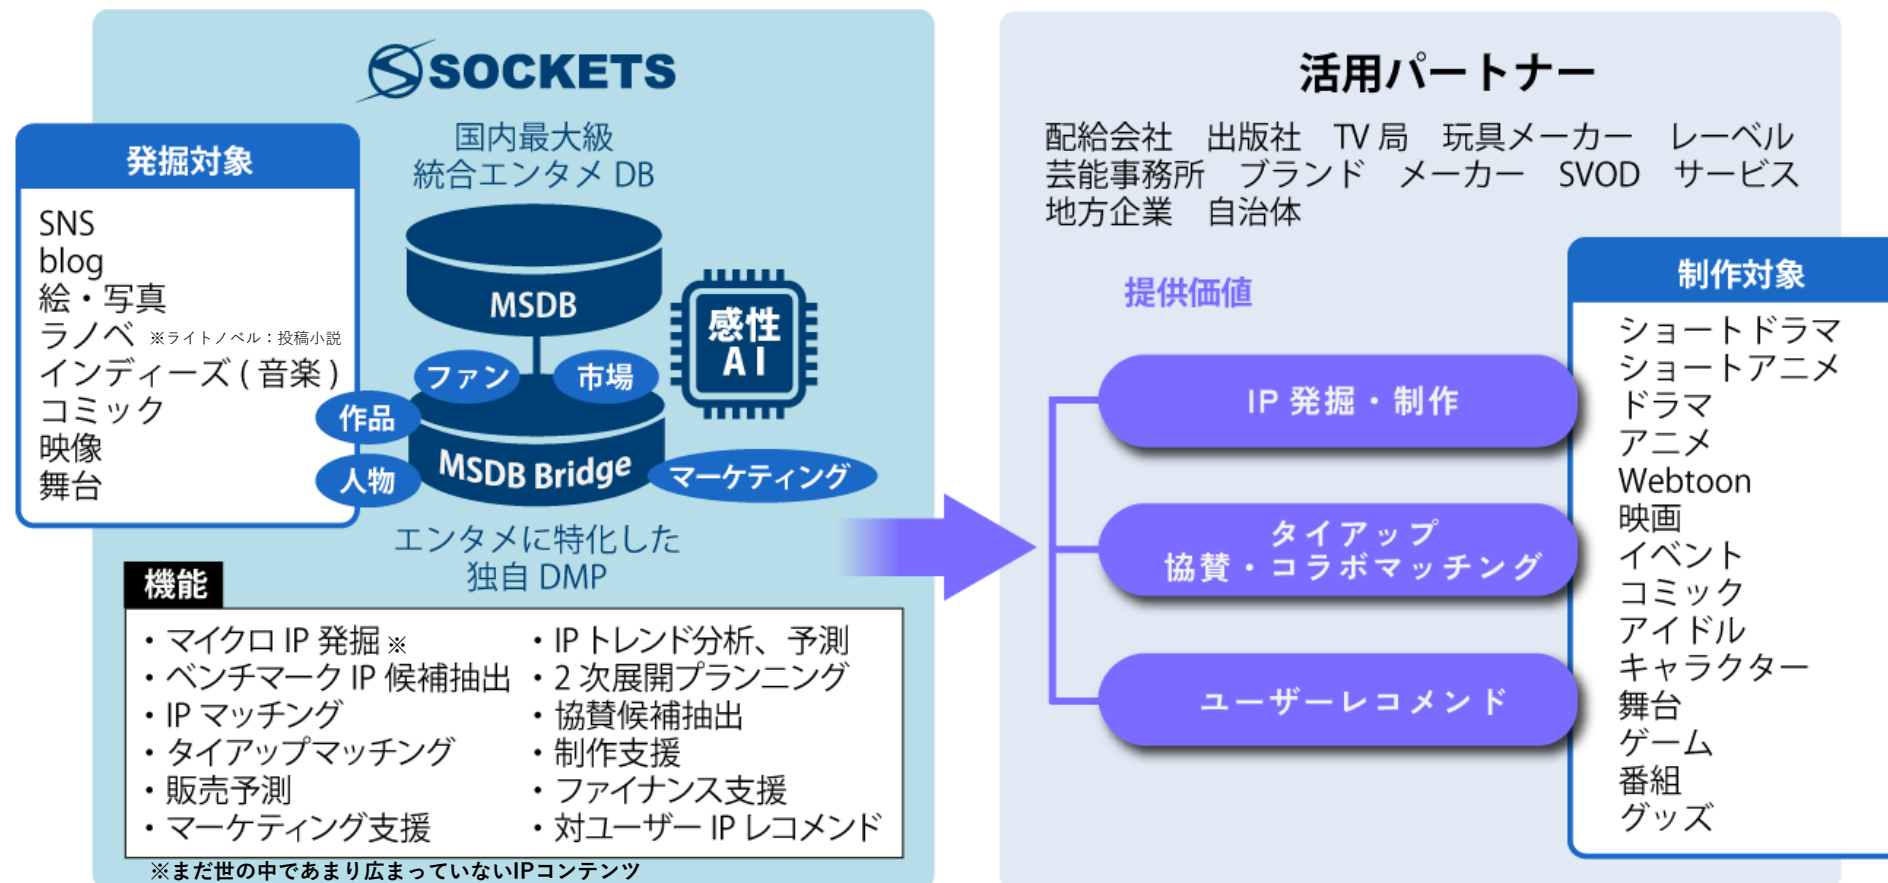 SOCKETS
国内最大級
統合エンタメ DB
発掘対象
SNS
blog
絵・写真
ラノベ ※ライトノベル：投稿小説
インディーズ ( 音楽 )
コミック
映像
舞台
MSDB
感性
AI
ファン
市場
作品
人物
MSDB Bridge
マーケティング
エンタメに特化した
独自 DMP
機能
・マイクロ IP 発掘 ※
・ベンチマーク IP 候補抽出
・IP マッチング
・タイアップマッチング
・販売予測
・マーケティング支援
・IP トレンド分析、予測
・2 次展開プランニング
・協賛候補抽出
・制作支援
・ファイナンス支援
・対ユーザー IP レコメンド
※まだ世の中であまり広まっていないIPコンテンツ
活用パートナー
配給会社　出版社　TV 局　玩具メーカー　レーベル
芸能事務所　ブランド　メーカー　SVOD　サービス
地方企業　自治体
提供価値
IP 発掘・制作
タイアップ
協賛・コラボマッチング
ユーザーレコメンド
制作対象
ショートドラマ
ショートアニメ
ドラマ
アニメ
Webtoon
映画
イベント
コミック
アイドル
キャラクター
舞台
ゲーム
番組
グッズ